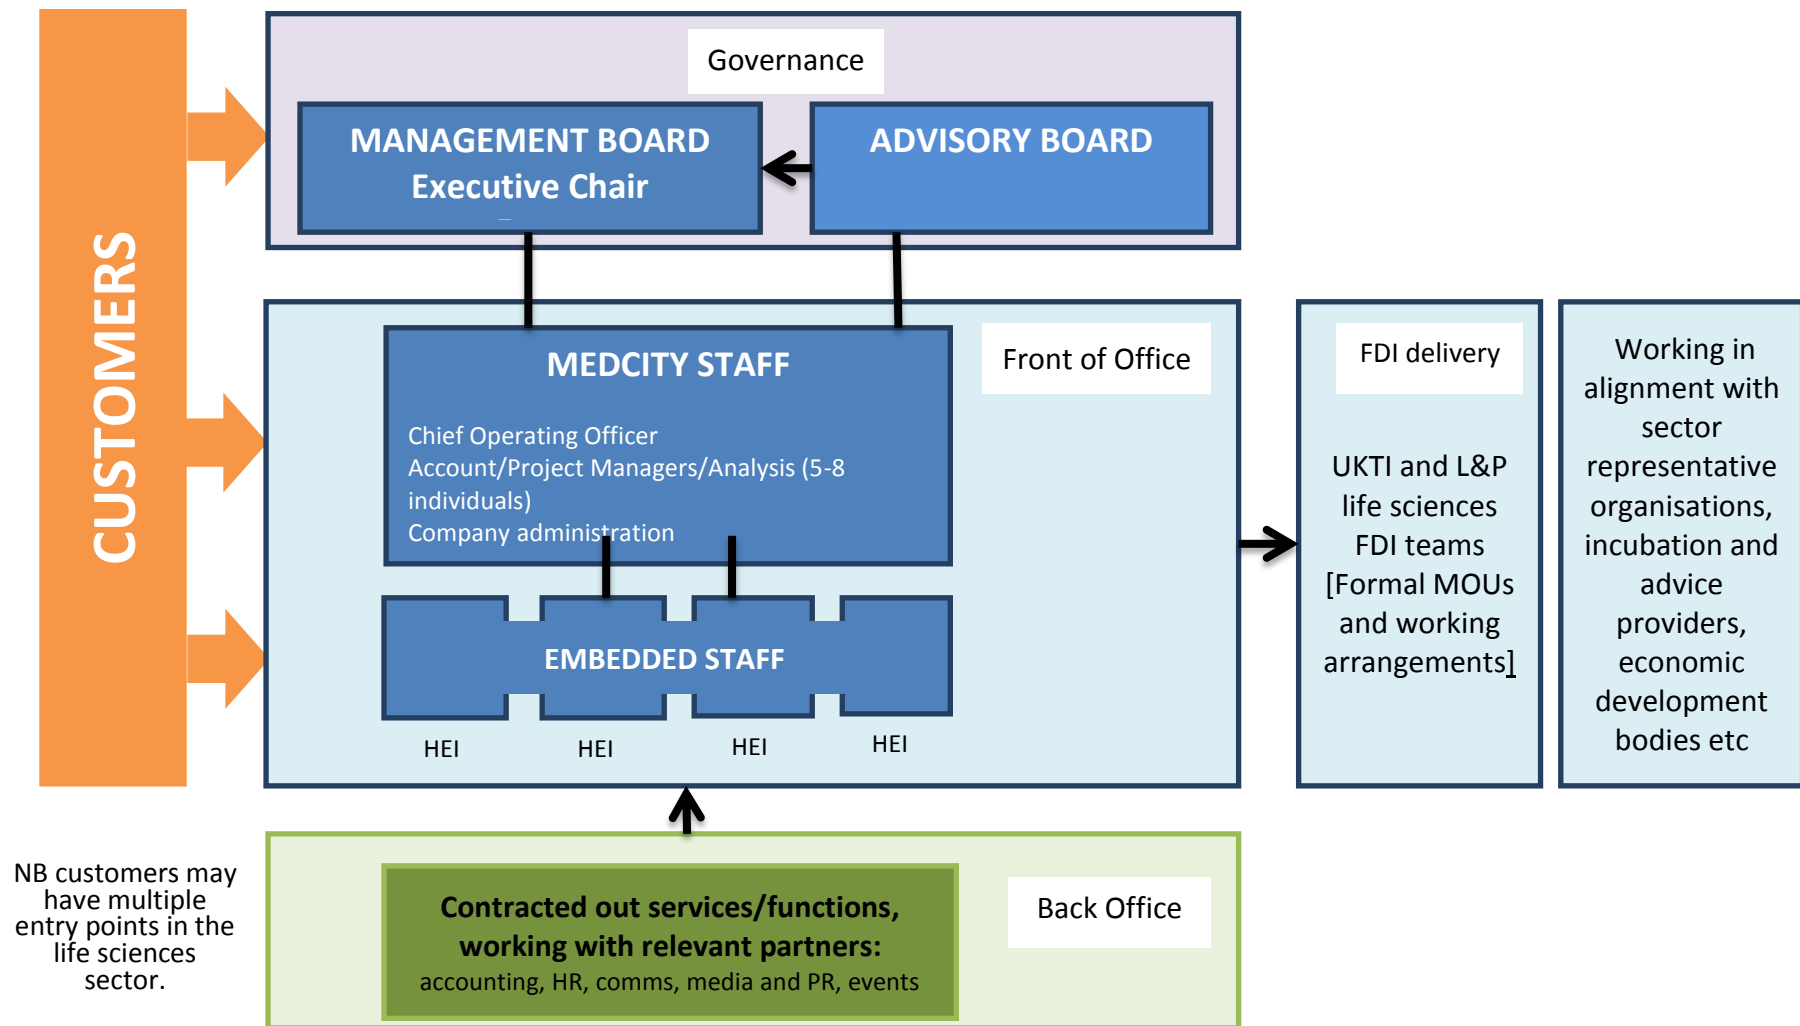 CUSTOMERS
Governance
MANAGEMENT BOARD
Executive Chair
ADVISORY BOARD
MEDCITY STAFF
Chief Operating Officer
Account/Project Managers/Analysis (5-8
individuals)
Company administration
Front of Office
EMBEDDED STAFF
HEI
HEI
HEI
HEI
FDI delivery
UKTI and L&P
life sciences
FDI teams
[Formal MOUs
and working
arrangements]
Working in
alignment with
sector
representative
organisations,
incubation and
advice
providers,
economic
development
bodies etc
NB customers may
have multiple
entry points in the
life sciences
sector.
Contracted out services/functions,
working with relevant partners:
accounting, HR, comms, media and PR, events
Back Office